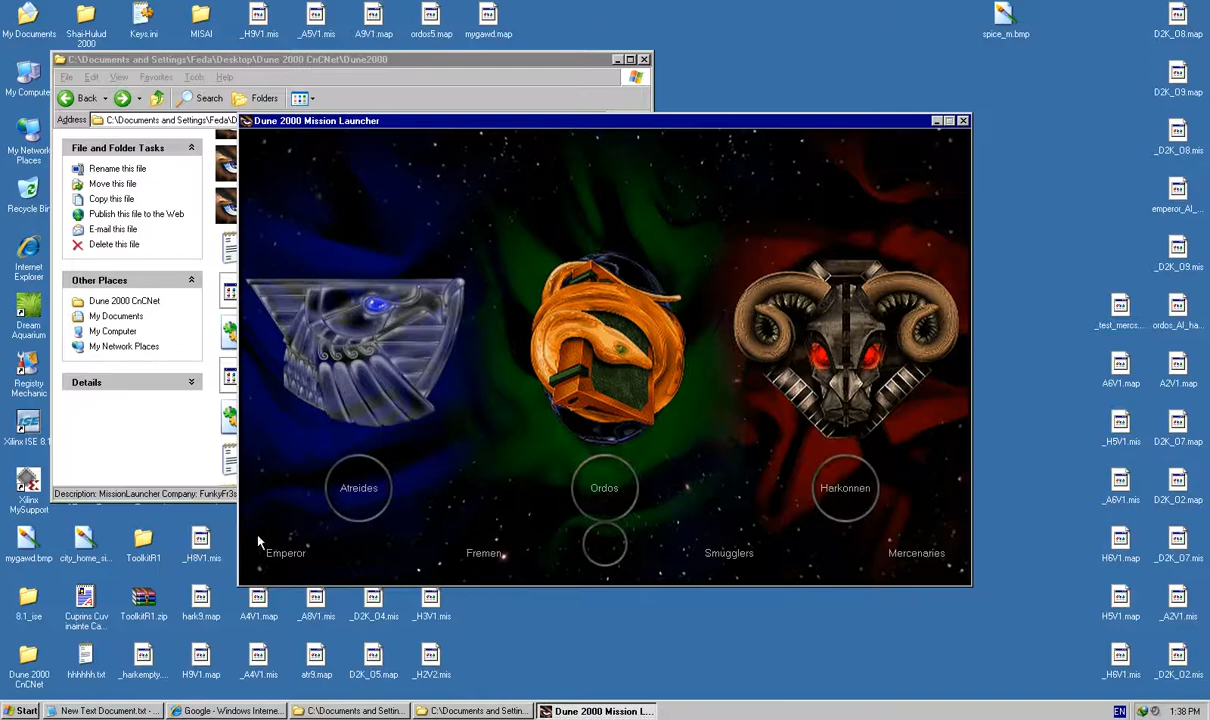 My Documents
Shai-Hulud 2000
Keys.ini
MISAI
_H9V1.map
_A5V1.map
A9V1.map
ordos5.map
mygawd.map
spice_m.bmp
D2K_08.map
C:\Documents and Settings\Feda\Desktop\Dune 2000 CnCNet\Dune2000
File Edit View Favorites Tools Help
Back Search Folders
Address C:\Documents and Settings\Feda\D
My Compute
D2K_09.map
Dune 2000 Mission Launcher
My Network Places
File and Folder Tasks
Rename this file
Move this file
Copy this file
Publish this file to the Web
E-mail this file
Delete this file
_D2K_08.mis
Recycle Bin
emperor_AI_...
Internet Explorer
Other Places
Dune 2000 CnCNet
My Documents
My Computer
My Network Places
_D2K_09.mis
Dream Aquarium
_test_mercs...
ordos_AI_ha...
Details
Registry Mechanic
A6V1.map
A2V1.map
Xilinx ISE 8.1
_H5V1.mis
D2K_07.map
Atreides
Ordos
Harkonnen
Description: MissionLauncher Company: FunkyFr3s
Xilinx MySupport
_A6V1.mis
D2K_02.map
Emperor
Fremen
Smugglers
Mercenaries
mygawd.bmp
city_home_si...
ToolkitR1
_H8V1.mis
H6V1.map
_D2K_07.mis
8.1_ise
Cuprins Cuv inainte Ca...
ToolkitR1.zip
hark9.map
A4V1.map
_A8V1.mis
_D2K_04.mis
_H3V1.mis
H5V1.map
_A2V1.mis
Dune 2000 CnCNet
hhhhhh.txt
_harkempty....
H9V1.map
_A4V1.mis
atr9.map
D2K_05.map
_H2V2.mis
_H6V1.mis
_D2K_02.mis
Start
New Text Document.txt - ...
Google - Windows Interne...
C:\Documents and Settin...
C:\Documents and Settin...
Dune 2000 Mission L...
EN
1:38 PM